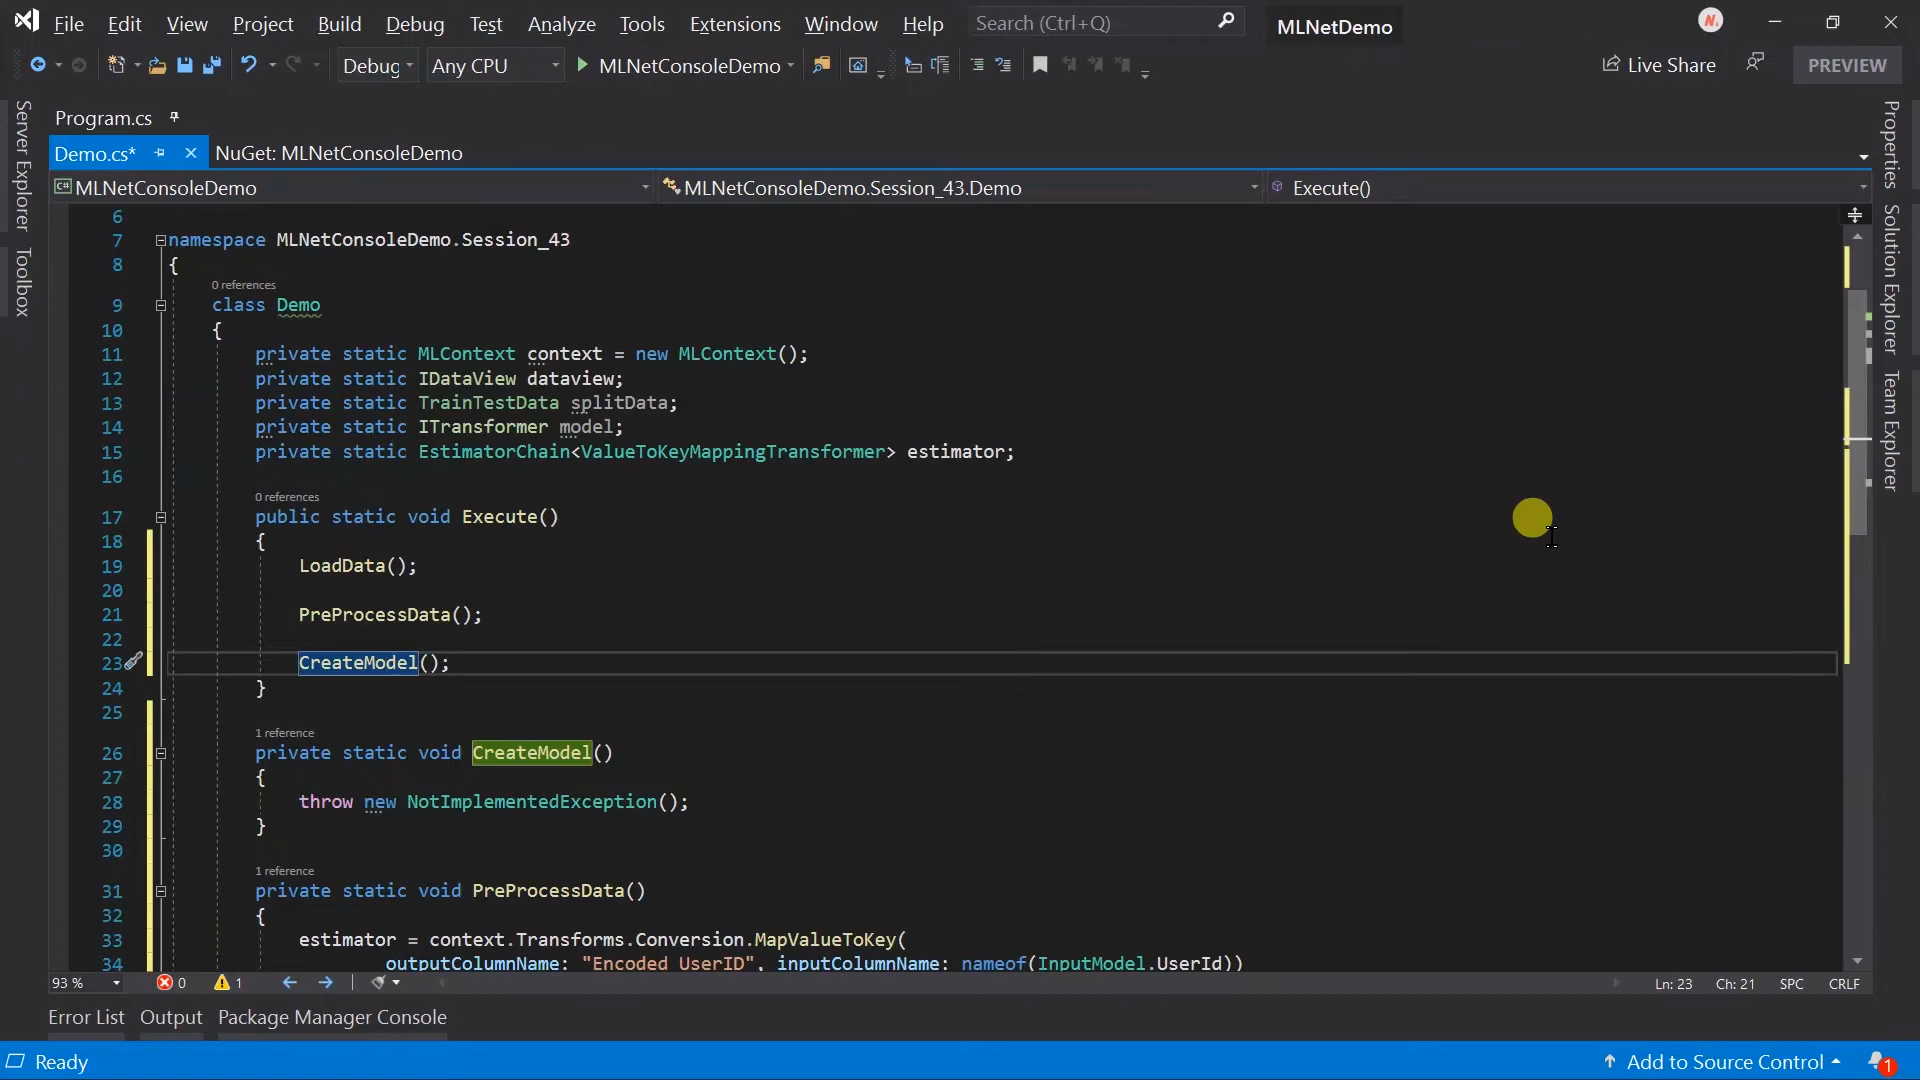 File Edit View Project Build Debug Test Analyze Tools Extensions Window Help Search (Ctrl+Q) MLNetDemo
Debug Any CPU MLNetConsoleDemo Live Share PREVIEW
Program.cs
Demo.cs* NuGet: MLNetConsoleDemo
MLNetConsoleDemo MLNetConsoleDemo.Session_43.Demo Execute()
Server Explorer
Toolbox
6
7 namespace MLNetConsoleDemo.Session_43
8 {
0 references
9 class Demo
10 {
11 private static MLContext context = new MLContext();
12 private static IDataView dataview;
13 private static TrainTestData splitData;
14 private static ITransformer model;
15 private static EstimatorChain<ValueToKeyMappingTransformer> estimator;
16
0 references
17 public static void Execute()
18 {
19 LoadData();
20
21 PreProcessData();
22
23 CreateModel();
24 }
25
1 reference
26 private static void CreateModel()
27 {
28 throw new NotImplementedException();
29 }
30
1 reference
31 private static void PreProcessData()
32 {
33 estimator = context.Transforms.Conversion.MapValueToKey(
34 outputColumnName: "Encoded_UserID", inputColumnName: nameof(InputModel.UserId))
Properties
Solution Explorer
Team Explorer
93 % 0 1 Ln: 23 Ch: 21 SPC CRLF
Error List Output Package Manager Console
Ready Add to Source Control 1